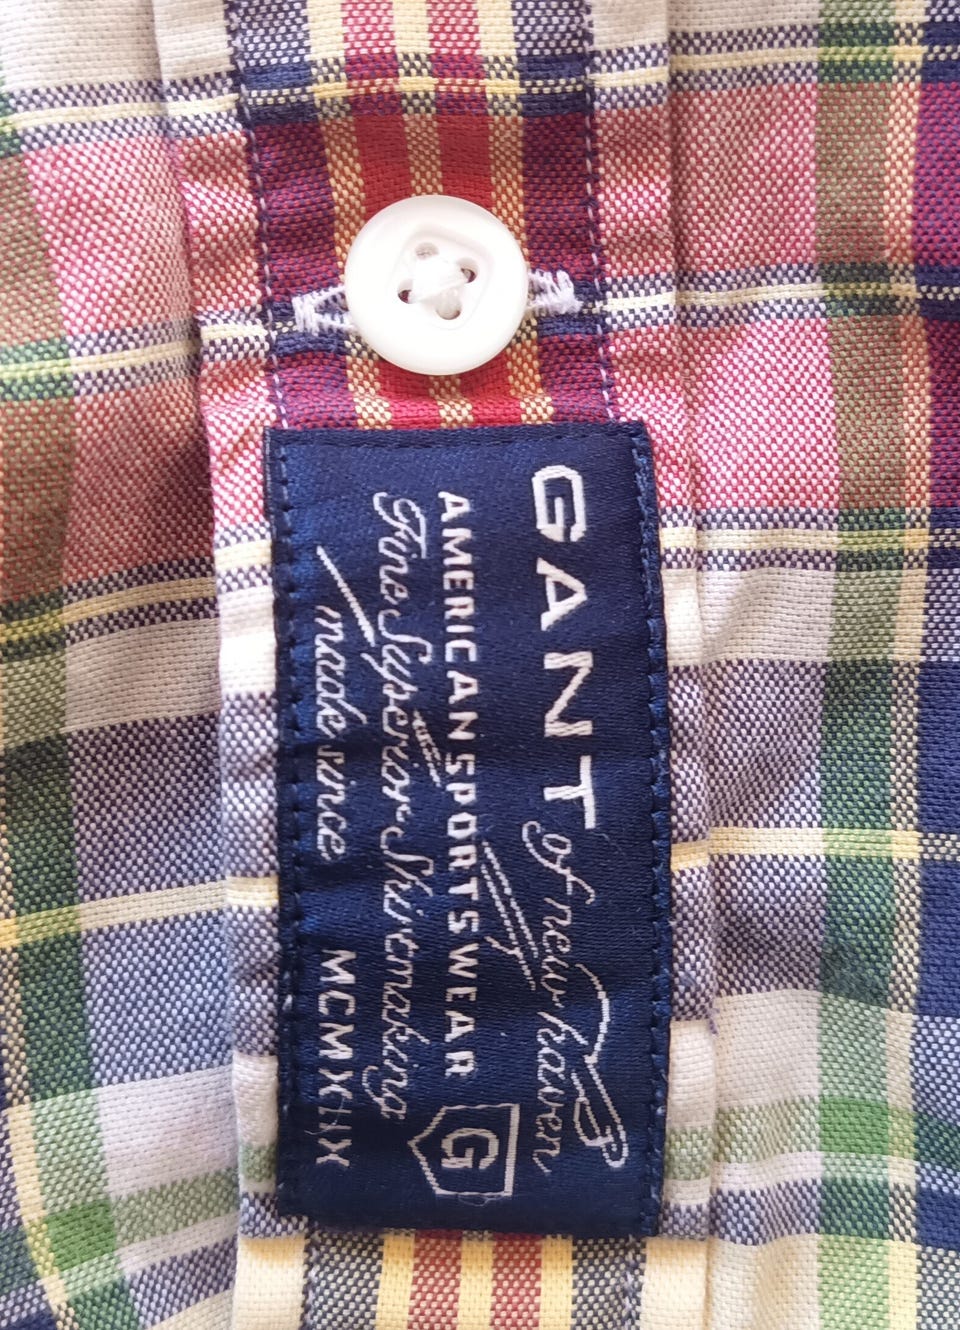 GANT of new haven
AMERICAN SPORTSWEAR G
Fine Superior Shirtmaking
made since MCMXLIX